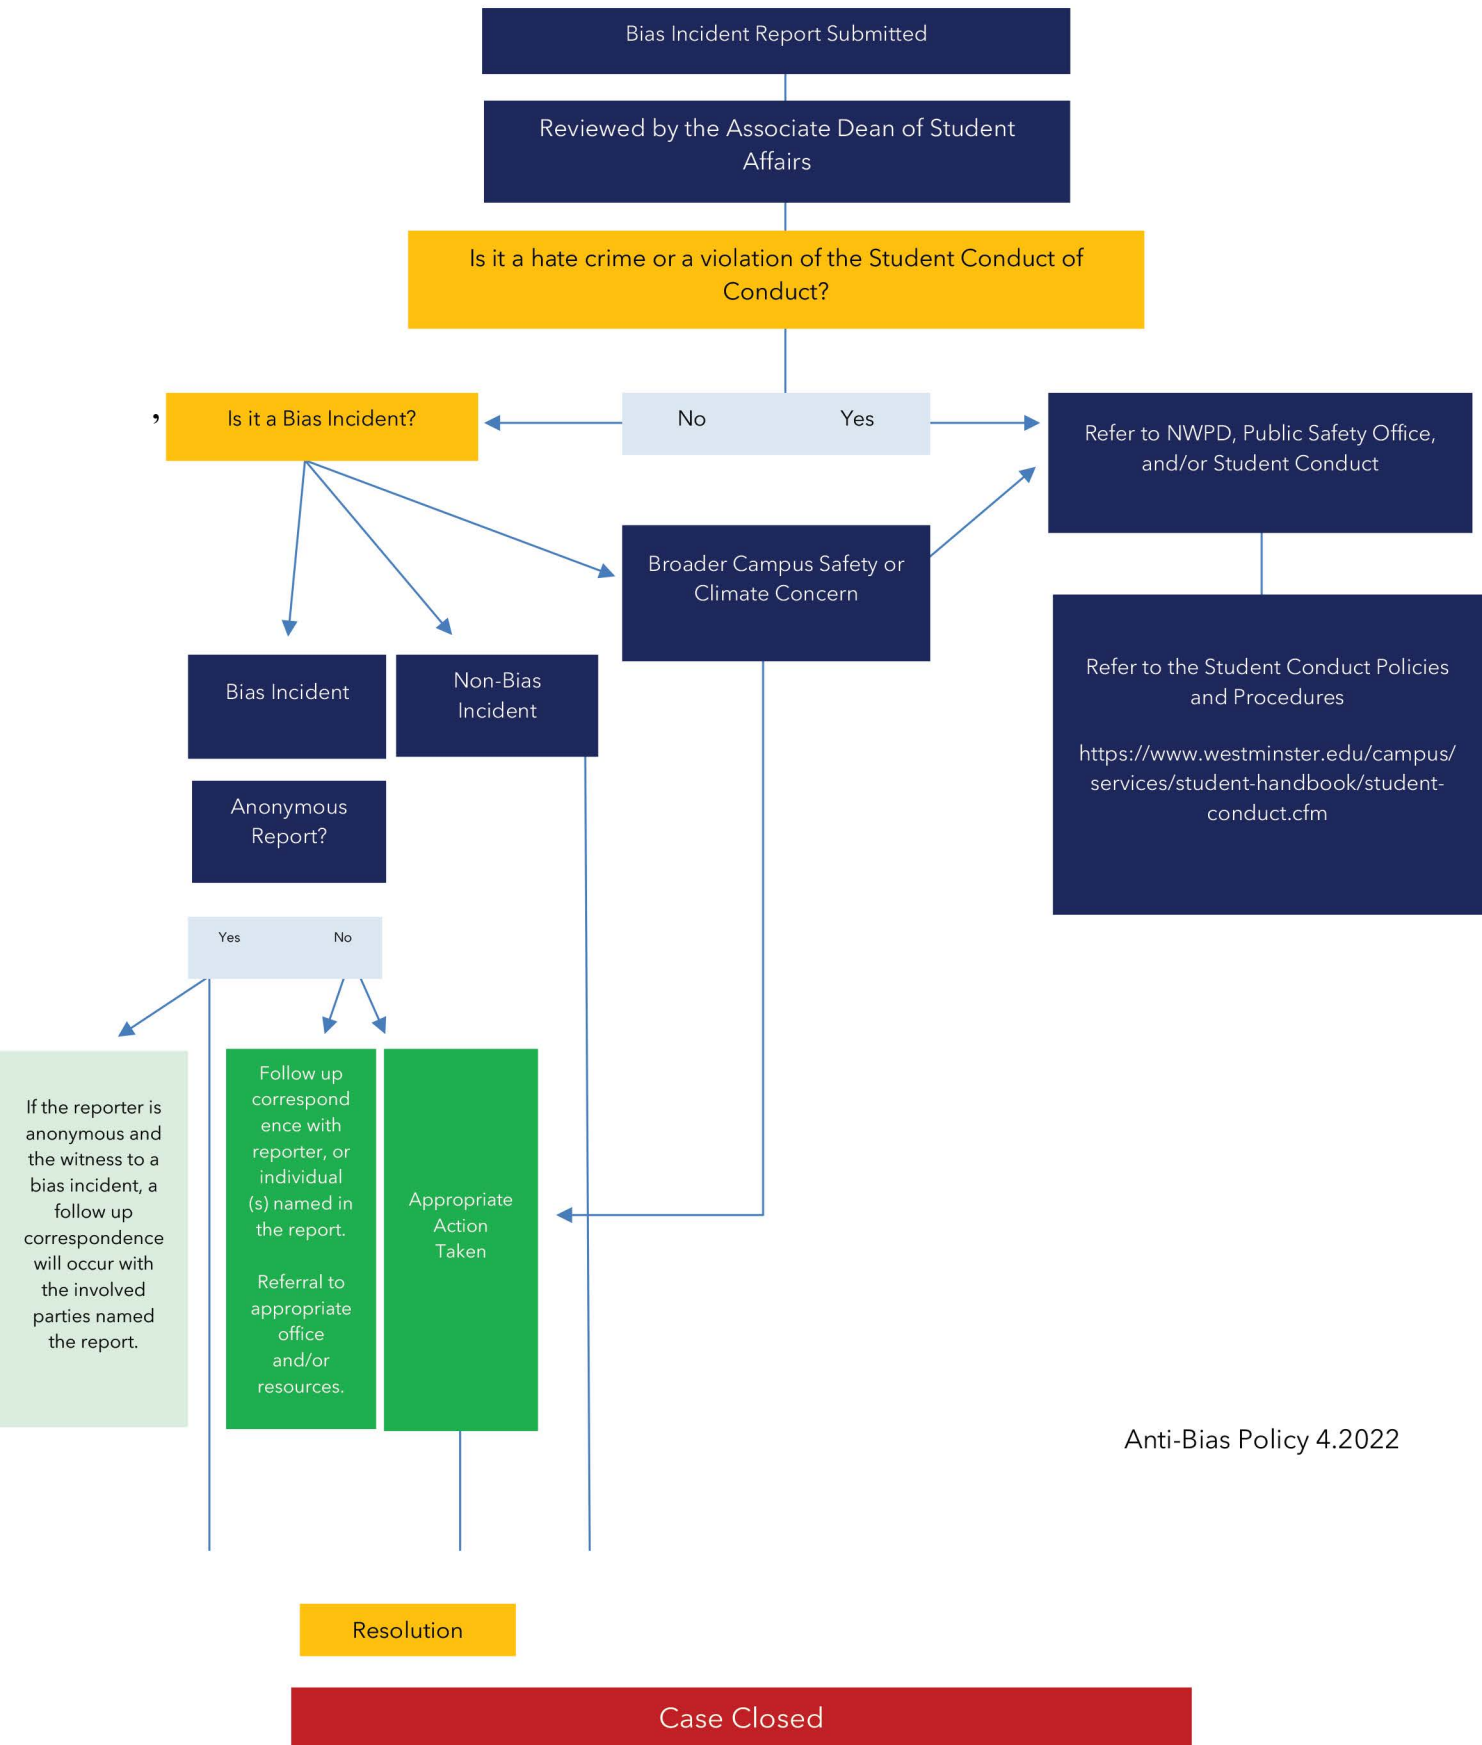 Bias Incident Report Submitted
Reviewed by the Associate Dean of Student
Affairs
Is it a hate crime or a violation of the Student Conduct of
Conduct?
,
Is it a Bias Incident?
No
Yes
Refer to NWPD, Public Safety Office,
and/or Student Conduct
Broader Campus Safety or
Climate Concern
Bias Incident
Non-Bias
Incident
Refer to the Student Conduct Policies
and Procedures
https://www.westminster.edu/campus/
services/student-handbook/student-
conduct.cfm
Anonymous
Report?
Yes
No
If the reporter is
anonymous and
the witness to a
bias incident, a
follow up
correspondence
will occur with
the involved
parties named
the report.
Follow up
correspond
ence with
reporter, or
individual
(s) named in
the report.
Referral to
appropriate
office
and/or
resources.
Appropriate
Action
Taken
Anti-Bias Policy 4.2022
Resolution
Case Closed